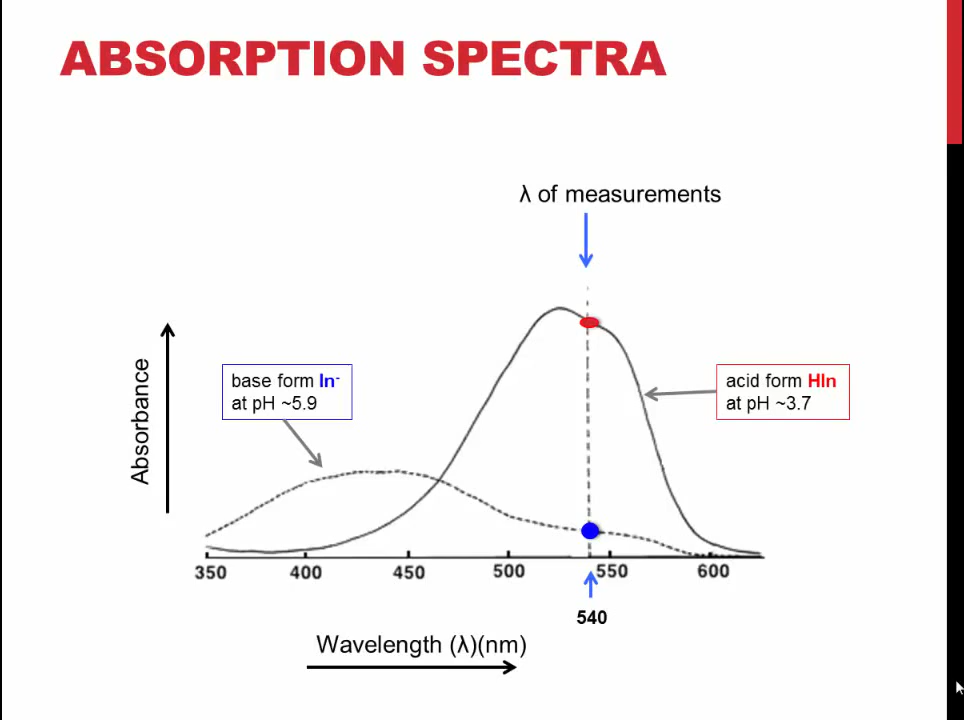 ABSORPTION SPECTRA
λ of measurements
Absorbance
base form In-
at pH ~5.9
acid form HIn
at pH ~3.7
350 400 450 500 550 600
540
Wavelength (λ)(nm)